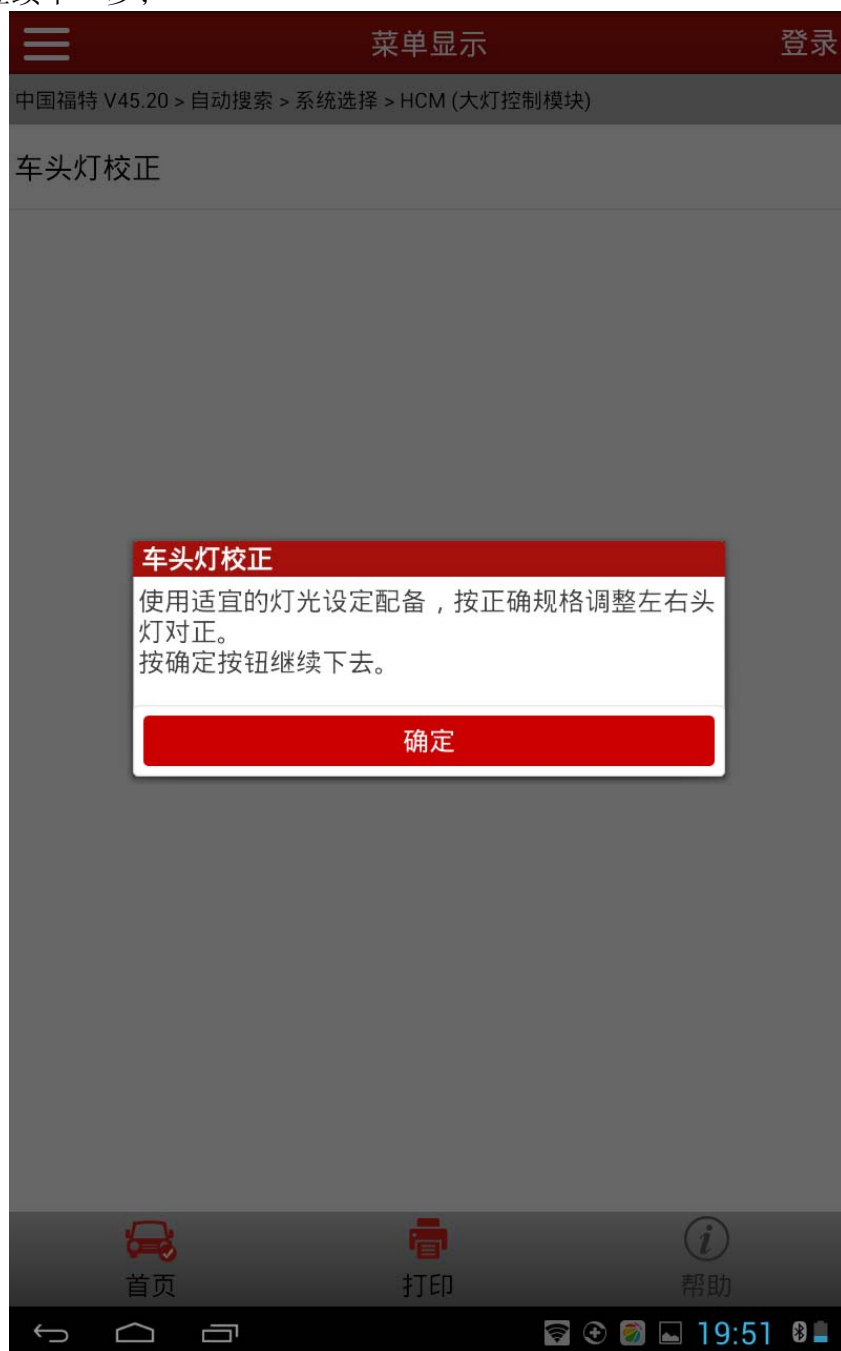 菜单显示
登录
中国福特 V45.20 > 自动搜索 > 系统选择 > HCM (大灯控制模块)
车头灯校正
车头灯校正
使用适宜的灯光设定配备，按正确规格调整左右头
灯对正。
按确定按钮继续下去。
确定
首页
打印
帮助
19:51